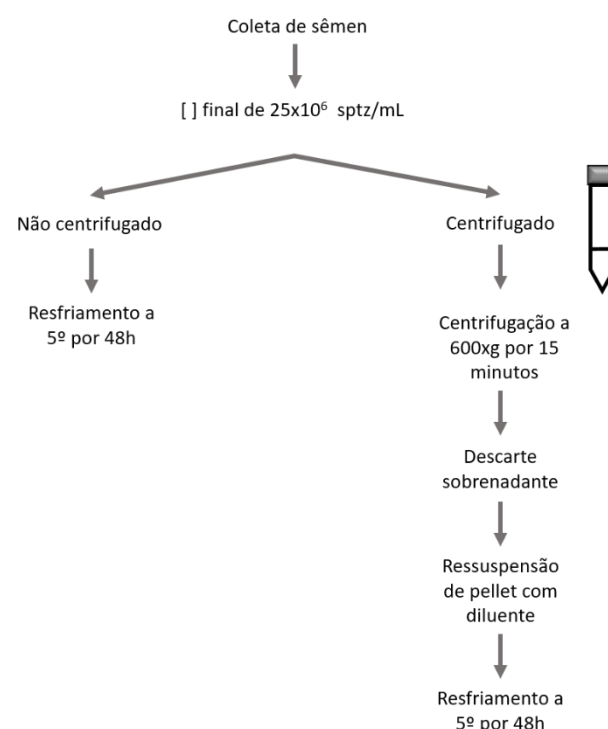 Coleta de sêmen
[ ] final de 25x10⁶ sptz/mL
Não centrifugado
Centrifugado
Resfriamento a
5º por 48h
Centrifugação a
600xg por 15
minutos
Descarte
sobrenadante
Ressuspensão
de pellet com
diluente
Resfriamento a
5º por 48h